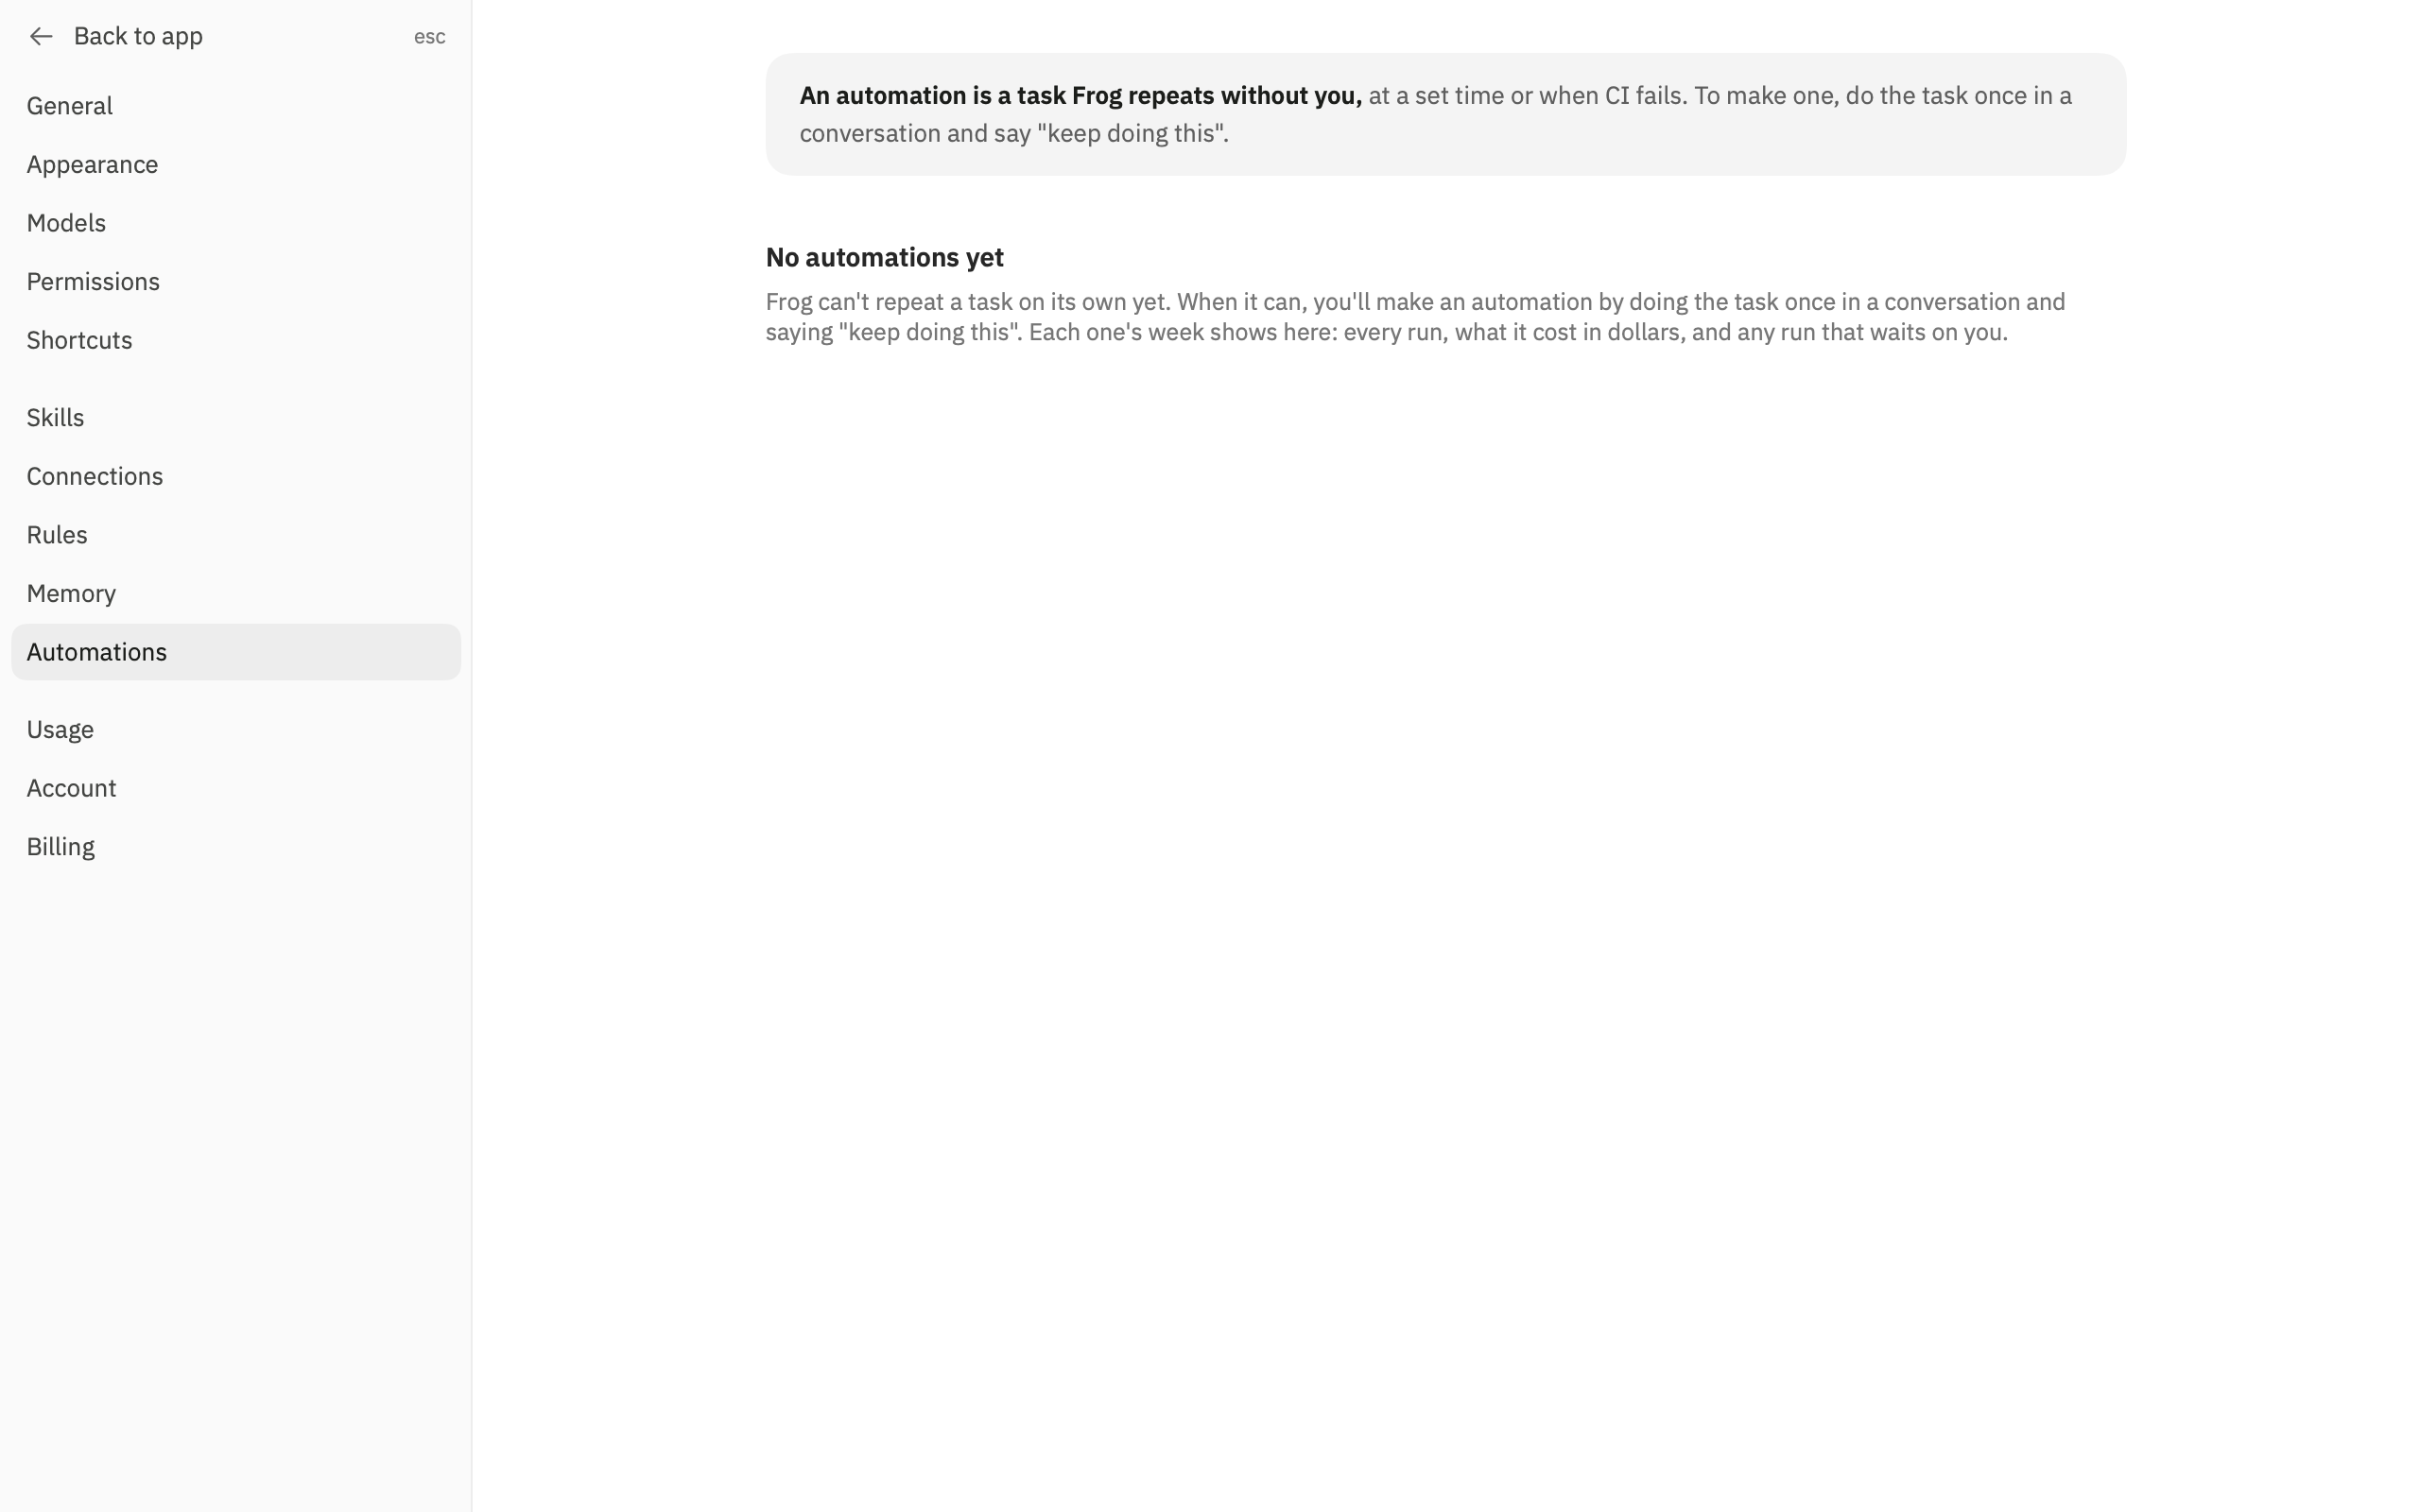 Back to app
esc
General
Appearance
Models
Permissions
Shortcuts
Skills
Connections
Rules
Memory
Automations
Usage
Account
Billing
An automation is a task Frog repeats without you, at a set time or when CI fails. To make one, do the task once in a
conversation and say "keep doing this".
No automations yet
Frog can't repeat a task on its own yet. When it can, you'll make an automation by doing the task once in a conversation and
saying "keep doing this". Each one's week shows here: every run, what it cost in dollars, and any run that waits on you.